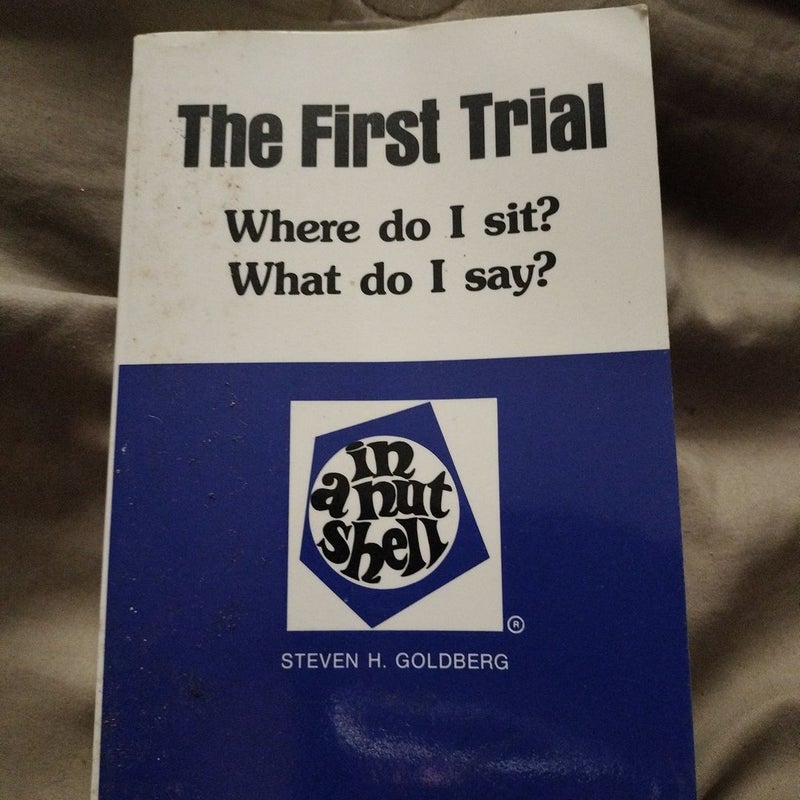 The First Trial
Where do I sit?
What do I say?
in
a nut
shell
®
STEVEN H. GOLDBERG